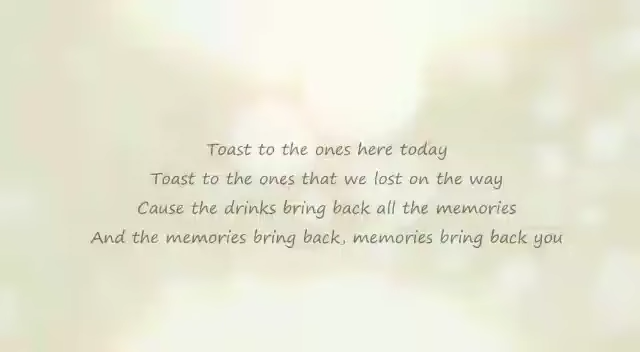 Toast to the ones here today
Toast to the ones that we lost on the way
Cause the drinks bring back all the memories
And the memories bring back, memories bring back you